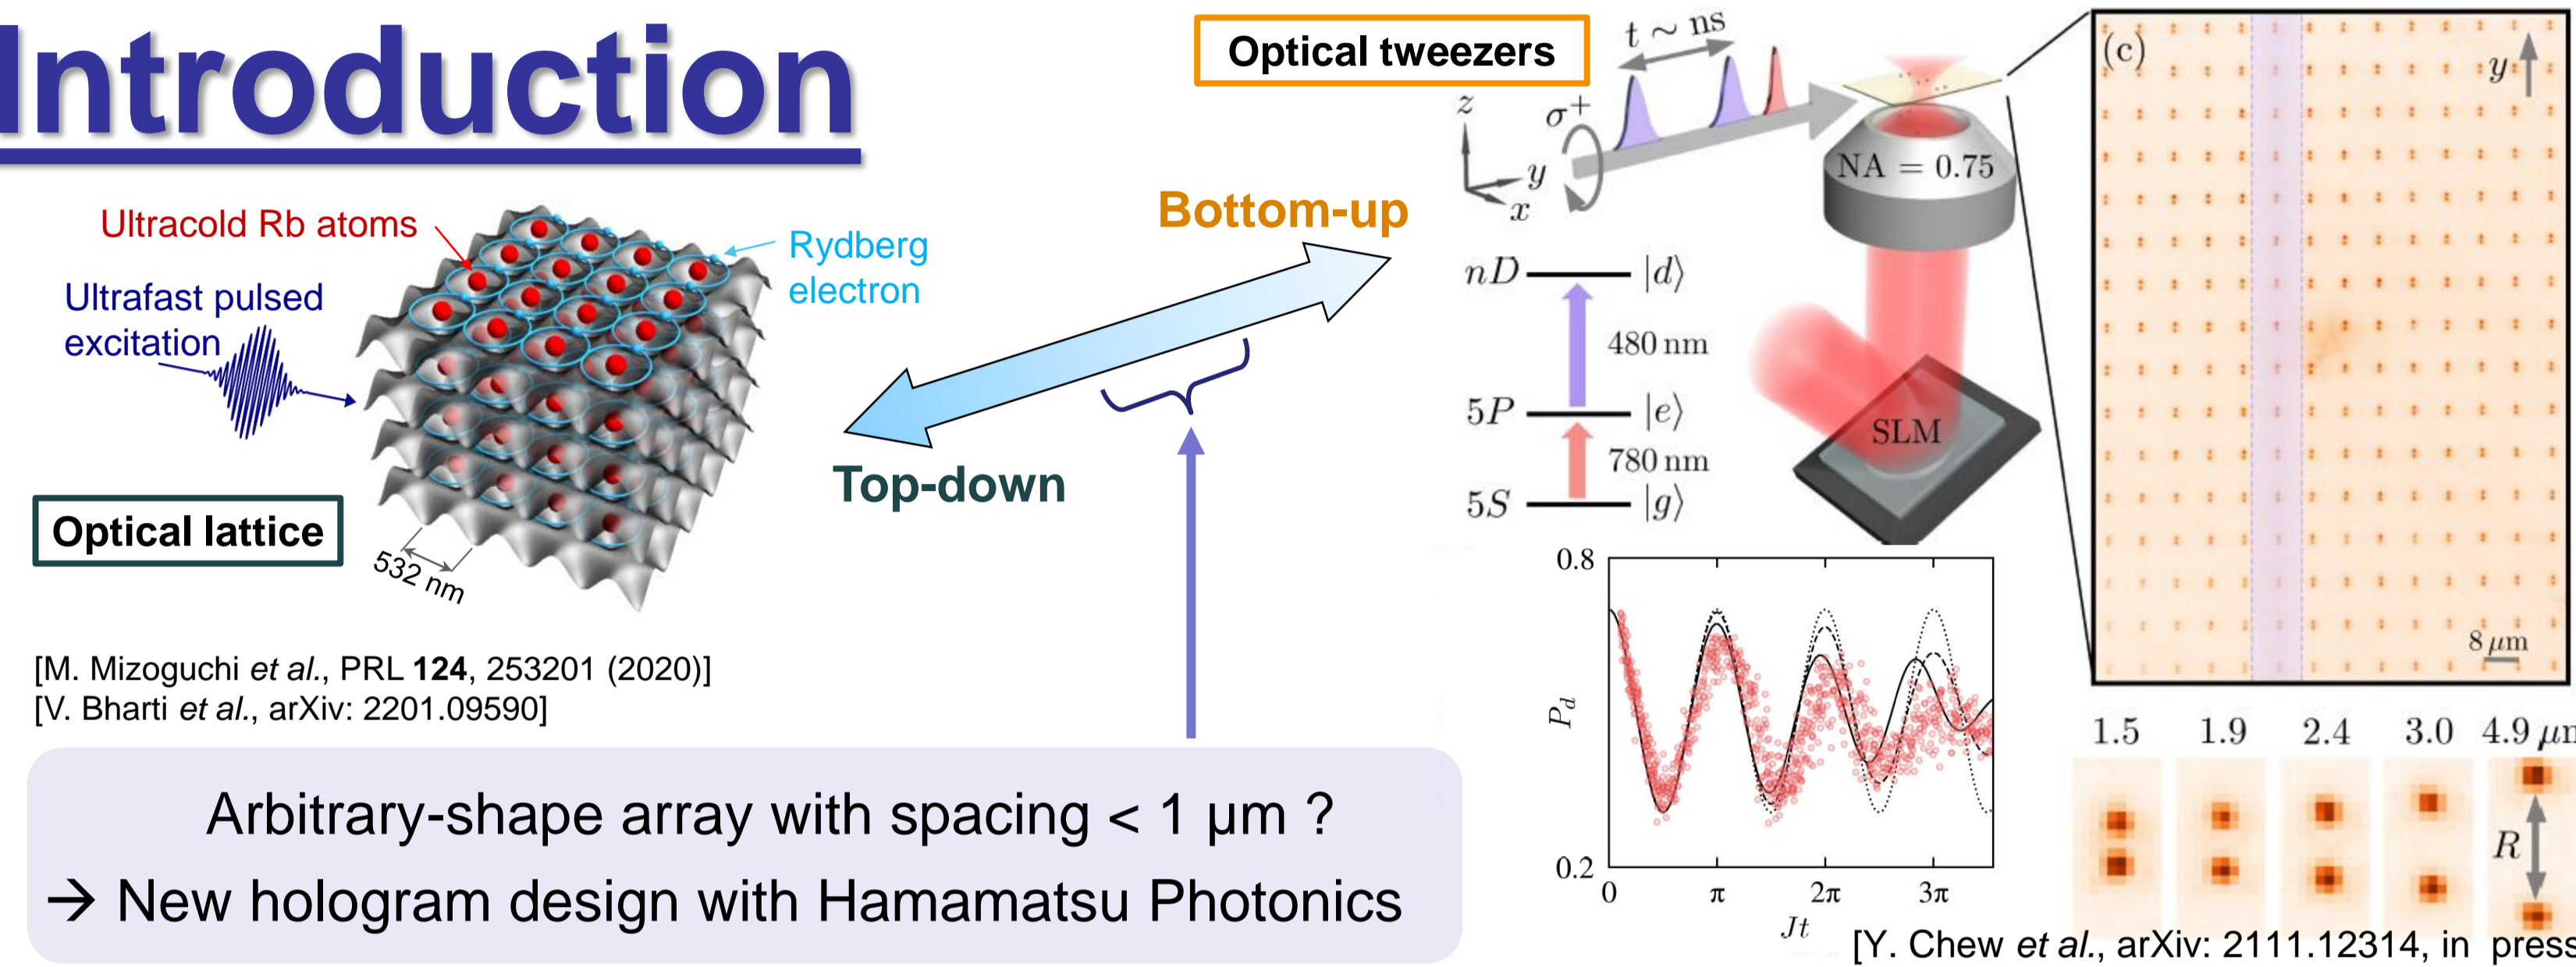 Introduction
Optical tweezers
t ~ ns
z
σ+
y
x
NA = 0.75
(c)
y
Ultracold Rb atoms
Rydberg
electron
Ultrafast pulsed
excitation
Bottom-up
Top-down
nD
|d⟩
480 nm
5P
|e⟩
780 nm
5S
|g⟩
SLM
8 μm
Optical lattice
532 nm
[M. Mizoguchi et al., PRL 124, 253201 (2020)]
[V. Bharti et al., arXiv: 2201.09590]
0.8
Pd
0.2
0 π 2π 3π
Jt
1.5 1.9 2.4 3.0 4.9 μm
R
Arbitrary-shape array with spacing < 1 μm ?
→ New hologram design with Hamamatsu Photonics
[Y. Chew et al., arXiv: 2111.12314, in press